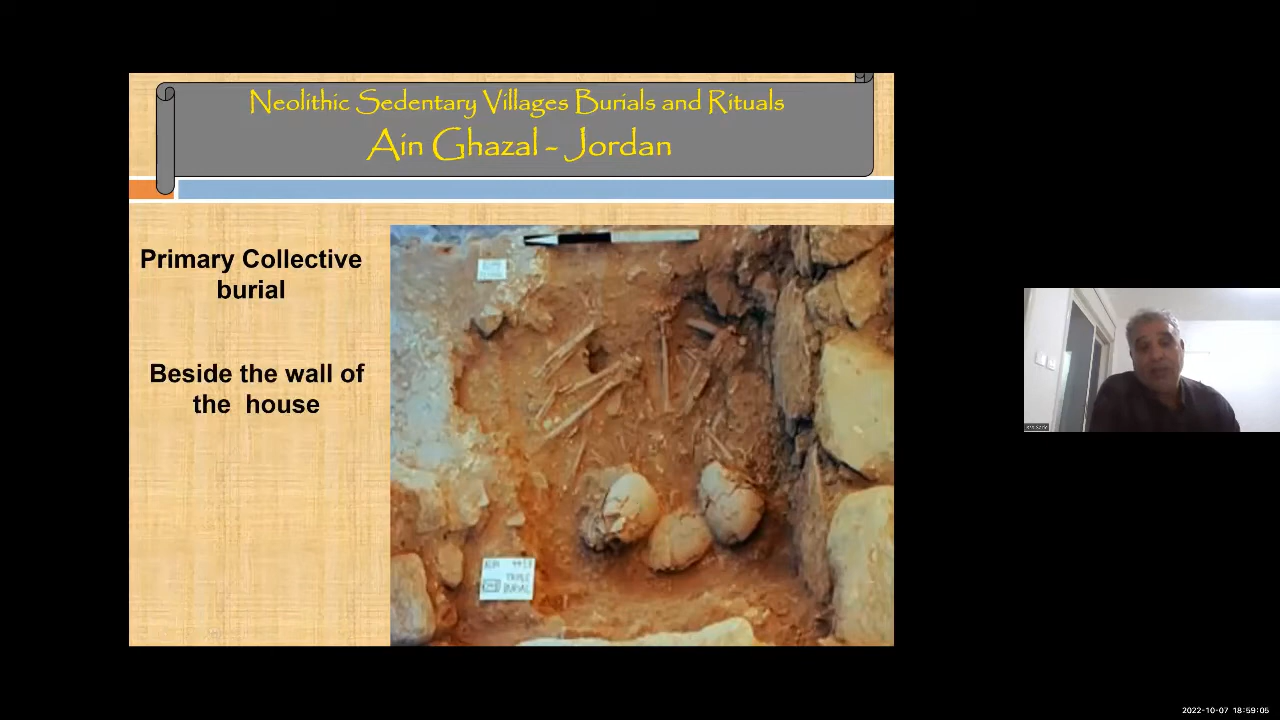 Neolithic Sedentary Villages Burials and Rituals
Ain Ghazal - Jordan
Primary Collective
burial
Beside the wall of
the house
TRIPLE
BURIAL
2022-10-07 18:59:05